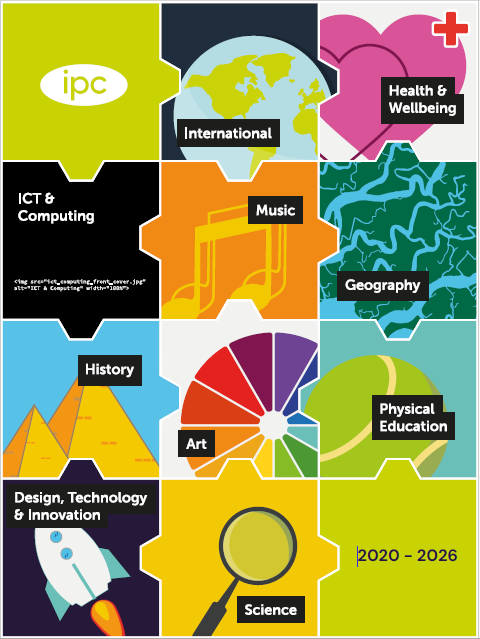 ipc
International
Health &
Wellbeing
ICT &
Computing
<img src="ict_computing_front_cover.jpg"
alt="ICT & Computing" width="100%">
Music
Geography
History
Art
Physical
Education
Design, Technology
& Innovation
Science
2020 – 2026